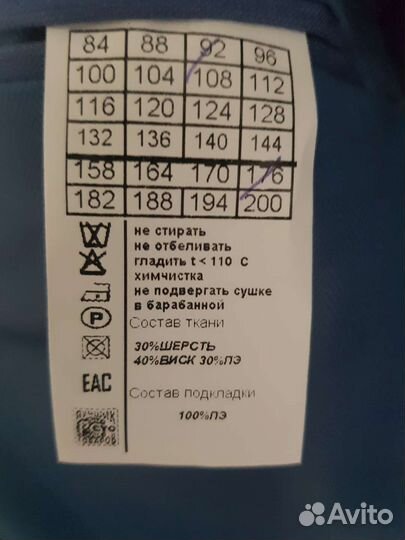 84 88 92 96
100 104 108 112
116 120 124 128
132 136 140 144
158 164 170 176
182 188 194 200
не стирать
не отбеливать
гладить t < 110 С
химчистка
не подвергать сушке
в барабанной
P
Состав ткани
30%ШЕРСТЬ
40%ВИСК 30%ПЭ
EAC
Состав подкладки
100%ПЭ
Avito